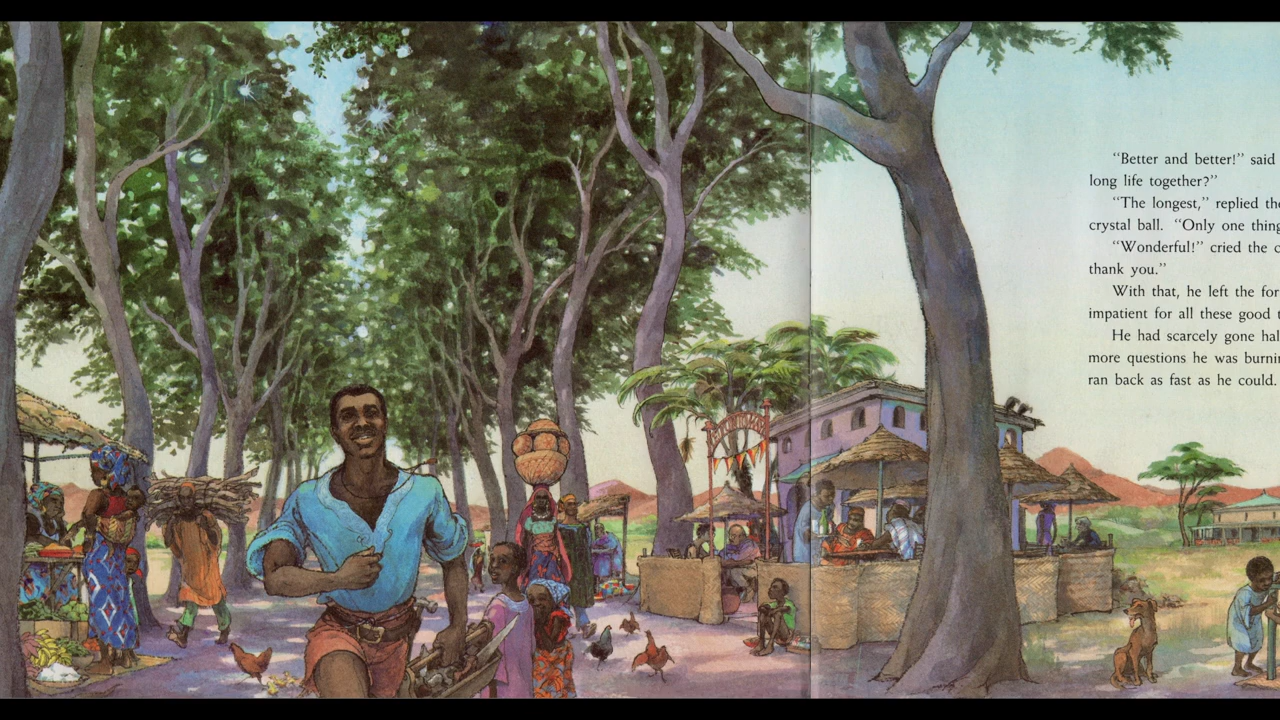 "Better and better!" said
long life together?"
"The longest," replied the
crystal ball. "Only one thing
"Wonderful!" cried the c
thank you."
With that, he left the for
impatient for all these good t
He had scarcely gone hal
more questions he was burni
ran back as fast as he could.